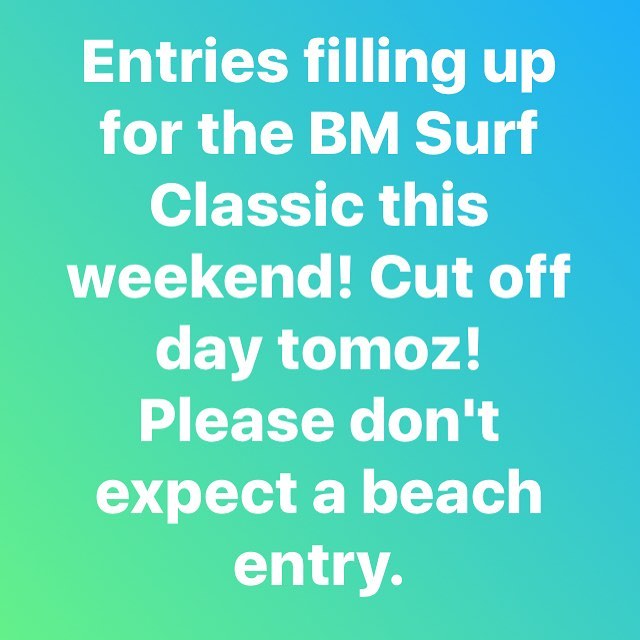 Entries filling up
for the BM Surf
Classic this
weekend! Cut off
day tomoz!
Please don't
expect a beach
entry.